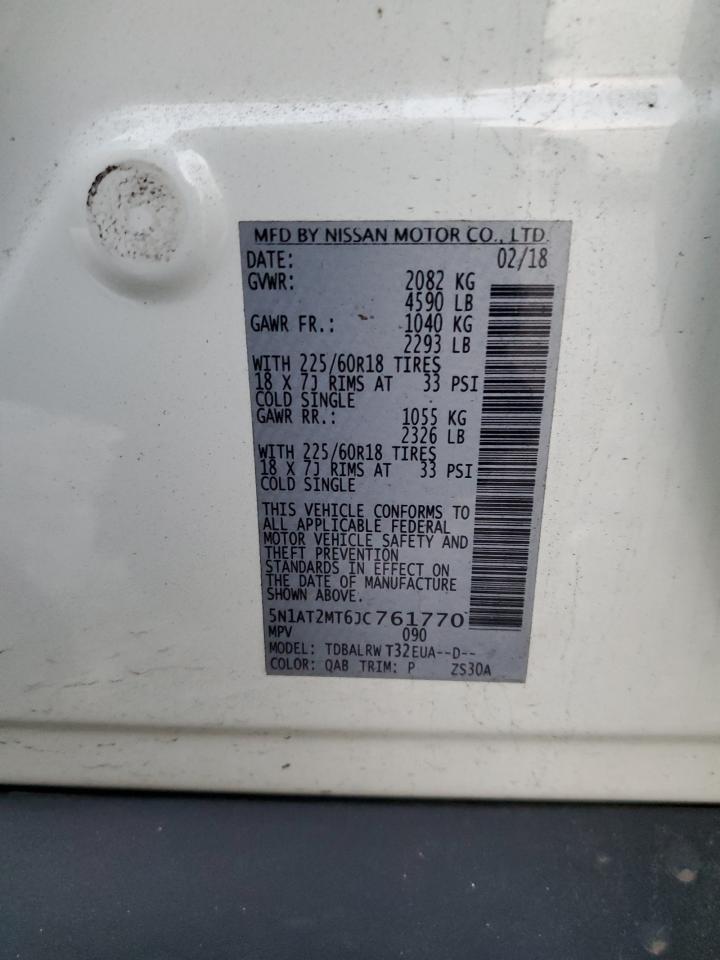 MFD BY NISSAN MOTOR CO., LTD.
DATE: 02/18
GVWR: 2082 KG
4590 LB
GAWR FR.: 1040 KG
2293 LB
WITH 225/60R18 TIRES
18 X 7J RIMS AT 33 PSI
COLD SINGLE
GAWR RR.: 1055 KG
2326 LB
WITH 225/60R18 TIRES
18 X 7J RIMS AT 33 PSI
COLD SINGLE
THIS VEHICLE CONFORMS TO
ALL APPLICABLE FEDERAL
MOTOR VEHICLE SAFETY AND
THEFT PREVENTION
STANDARDS IN EFFECT ON
THE DATE OF MANUFACTURE
SHOWN ABOVE.
5N1AT2MT6JC761770
MPV 090
MODEL: TDBALRW T32EUA--D--
COLOR: QAB TRIM: P ZS30A